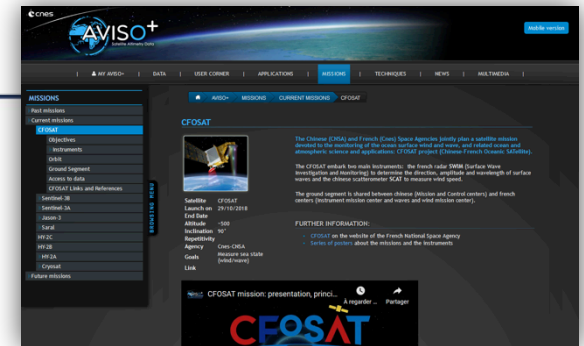 cnes
AVISO+
Satellite Altimetry Data
Mobile version
MY AVISO+ | DATA | USER CORNER | APPLICATIONS | MISSIONS | TECHNIQUES | NEWS | MULTIMEDIA
MISSIONS
Past missions
Current missions
CFOSAT
Objectives
Instruments
Orbit
Ground Segment
Access to data
CFOSAT Links and References
Sentinel-3B
Sentinel-3A
Jason-3
Saral
HY-2C
HY-2B
HY-2A
Cryosat
Future missions
BROWSING MENU
AVISO+ MISSIONS CURRENT MISSIONS CFOSAT
CFOSAT
Satellite CFOSAT
Launch on 29/10/2018
End Date
Altitude ~500
Inclination 90°
Repetitivity
Agency Cnes-CNSA
Goals Measure sea state (wind/wave)
Link
The Chinese (CNSA) and French (Cnes) Space Agencies jointly plan a satellite mission
devoted to the monitoring of the ocean surface wind and wave, and related ocean and
atmospheric science and applications: CFOSAT project (Chinese-French Oceanic SATellite).
The CFOSAT embark two main instruments: the french radar SWIM (Surface Wave
Investigation and Monitoring) to determine the direction, amplitude and wavelength of surface
waves and the chinese scatterometer SCAT to measure wind speed.
The ground segment is shared between chinese (Mission and Control centers) and french
centers (Instrument mission center and waves and wind mission center).
FURTHER INFORMATION:
CFOSAT on the website of the French National Space Agency
Series of posters about the missions and the instruments
CFOSAT mission: presentation, princi...
À regarder ...
Partager
CFOSAT